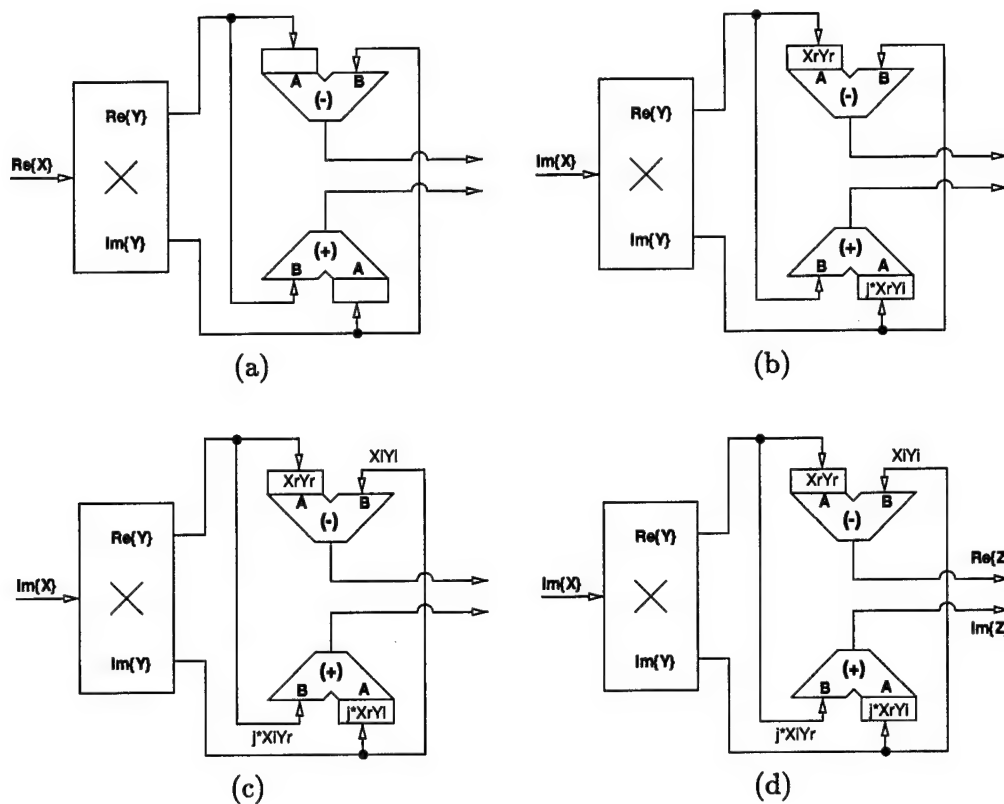 A
B
(-)
Re{Y}
Re{X}
Im{Y}
(+)
B
A
(a)
XrYr
A
B
(-)
Re{Y}
Im{X}
Im{Y}
(+)
B
A
j*XrYi
(b)
XiYi
XrYr
A
B
(-)
Re{Y}
Im{X}
Im{Y}
(+)
B
A
j*XrYi
j*XiYr
(c)
XiYi
XrYr
A
B
(-)
Re{Y}
Re{Z
Im{X}
Im{Z
Im{Y}
(+)
B
A
j*XrYi
j*XiYr
(d)